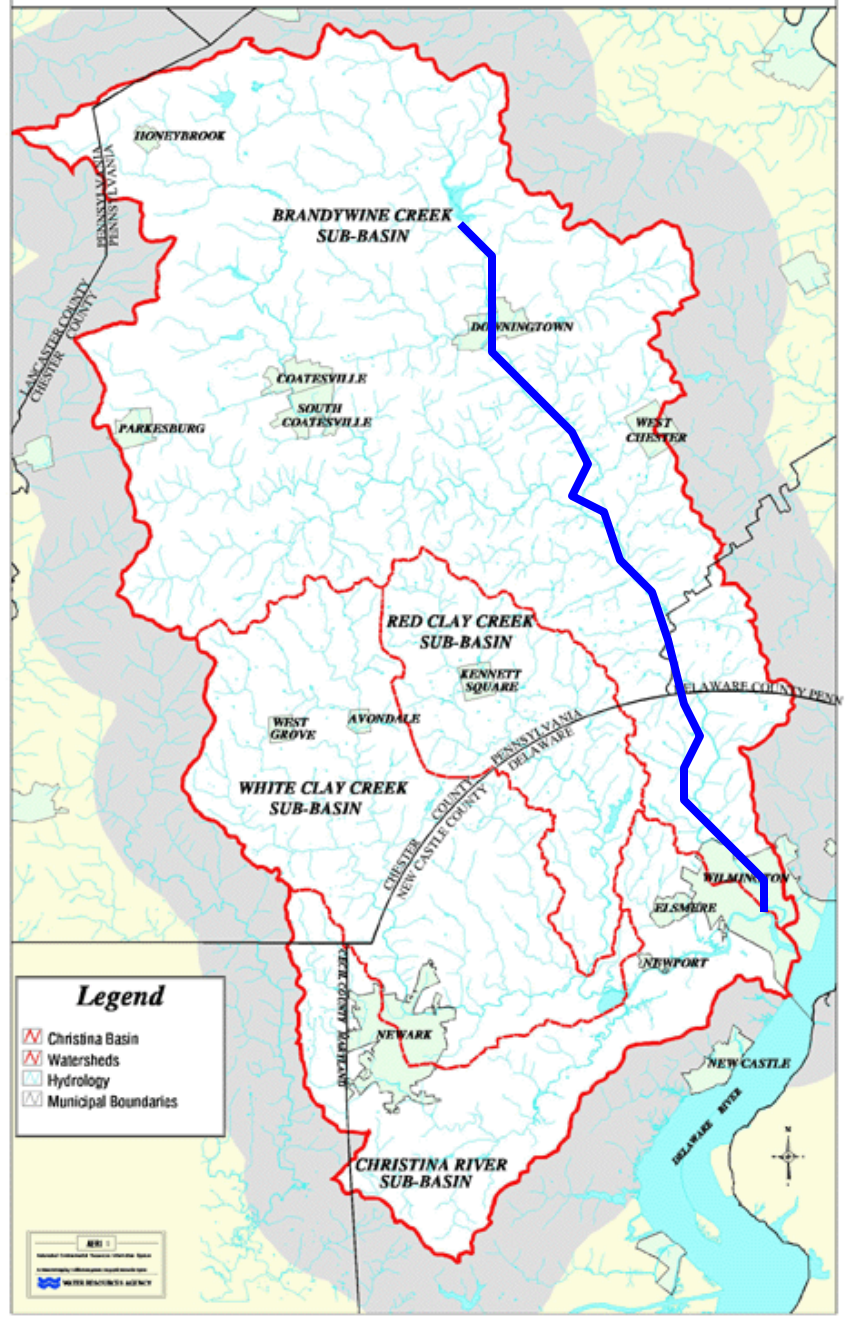 HONEYBROOK
PENNSYLVANIA
PENNSYLVANIA
BRANDYWINE CREEK
SUB-BASIN
LANCASTER COUNTY
CHESTER COUNTY
DOWNINGTOWN
COATESVILLE
SOUTH
COATESVILLE
PARKESBURG
WEST
CHESTER
RED CLAY CREEK
SUB-BASIN
KENNETT
SQUARE
DELAWARE COUNTY PENN
PENNSYLVANIA
DELAWARE
WEST
GROVE
AVONDALE
WHITE CLAY CREEK
SUB-BASIN
CHESTER COUNTY
NEW CASTLE COUNTY
WILMINGTON
ELSMERE
NEWPORT
CECIL COUNTY MARYLAND
NEWARK
NEW CASTLE
DELAWARE RIVER
CHRISTINA RIVER
SUB-BASIN
N
Legend
Christina Basin
Watersheds
Hydrology
Municipal Boundaries
WATER RESOURCES AGENCY